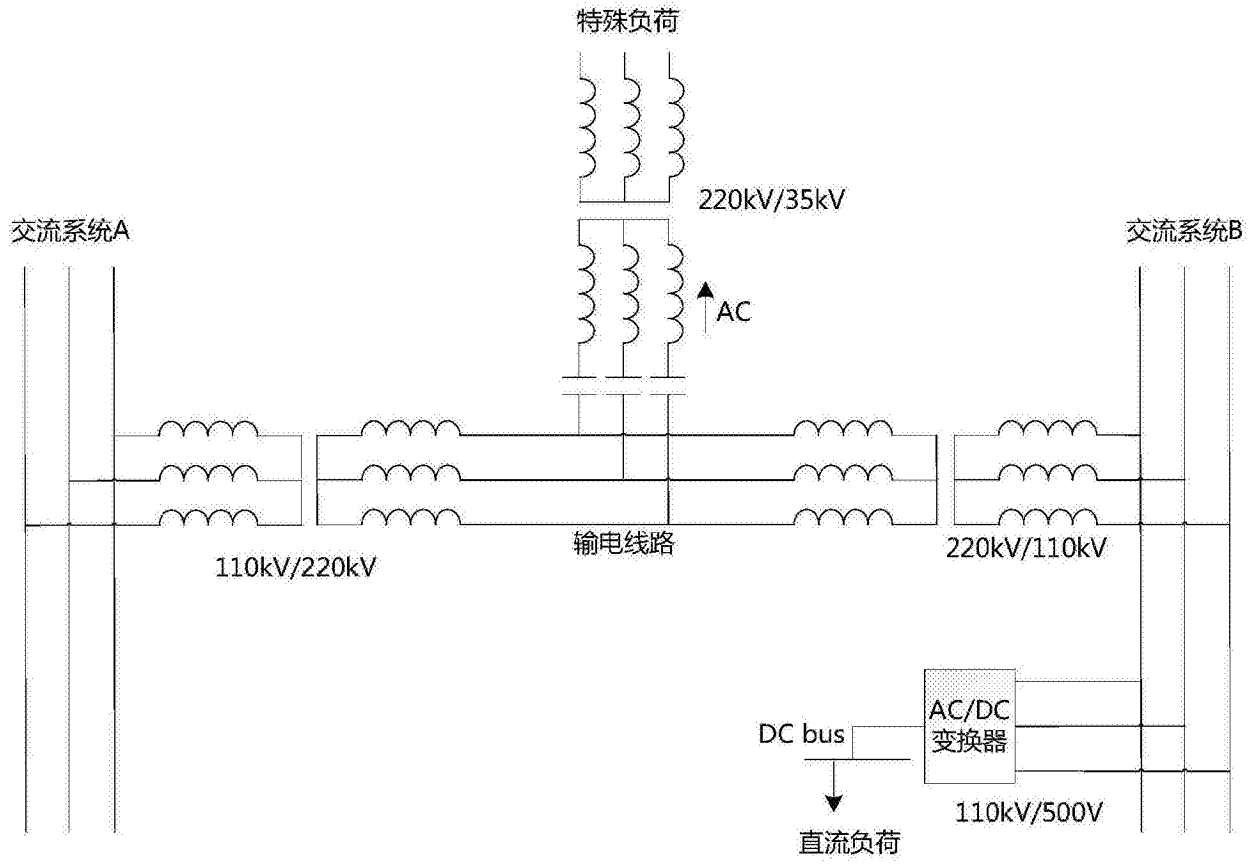 特殊负荷
220kV/35kV
交流系统A
交流系统B
AC
输电线路
110kV/220kV
220kV/110kV
AC/DC
变换器
DC bus
110kV/500V
直流负荷